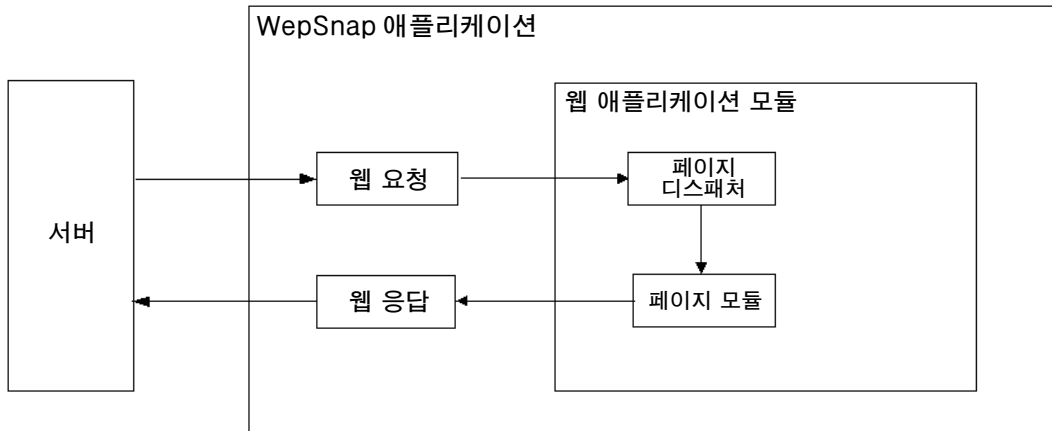 WepSnap 애플리케이션
웹 애플리케이션 모듈
서버
웹 요청
페이지
디스패처
웹 응답
페이지 모듈